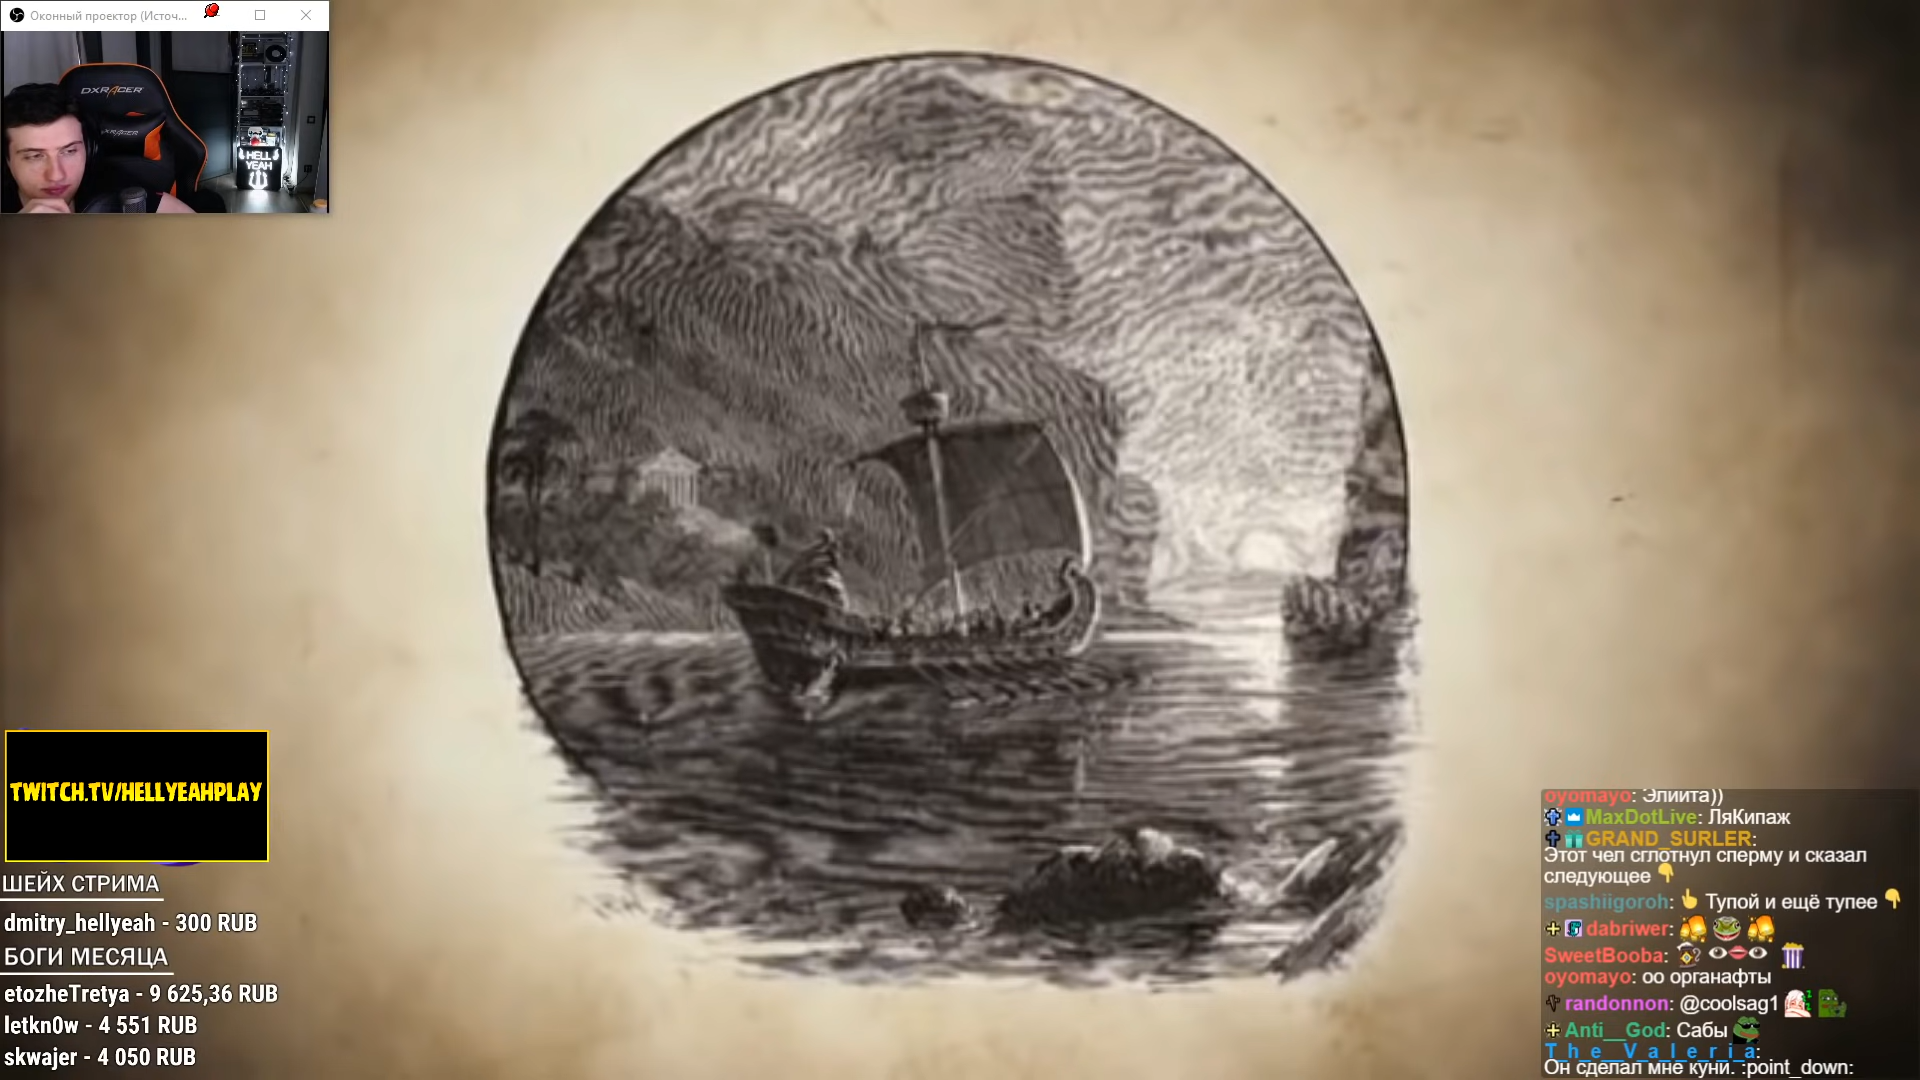 Оконный проектор (Источ...
DXRACER
HELL
YEAH
TWITCH.TV/HELLYEAHPLAY
ШЕЙХ СТРИМА
dmitry_hellyeah - 300 RUB
БОГИ МЕСЯЦА
etozheTretya - 9 625,36 RUB
letkn0w - 4 551 RUB
skwajer - 4 050 RUB
oyomayo: Элиита))
MaxDotLive: ЛяКипаж
GRAND_SURLER:
Этот чел сглотнул сперму и сказал
следующее 👇
spashiigoroh: 👆 Тупой и ещё тупее 👇
dabriwer:
SweetBooba:
oyomayo: оо органафты
randonnon: @coolsag1
Anti__God: Сабы
T_h_e__V_a_l_e_r_i_a:
Он сделал мне куни. :point_down: